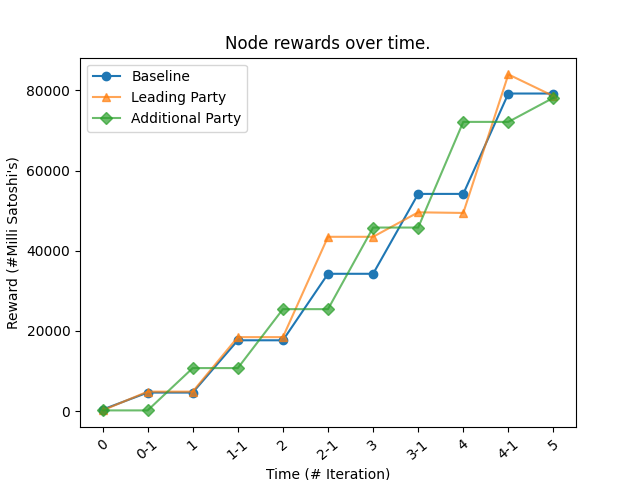 Node rewards over time.
Baseline
Leading Party
Additional Party
Reward (#Milli Satoshi's)
80000
60000
40000
20000
0
0
0-1
1
1-1
2
2-1
3
3-1
4
4-1
5
Time (# Iteration)